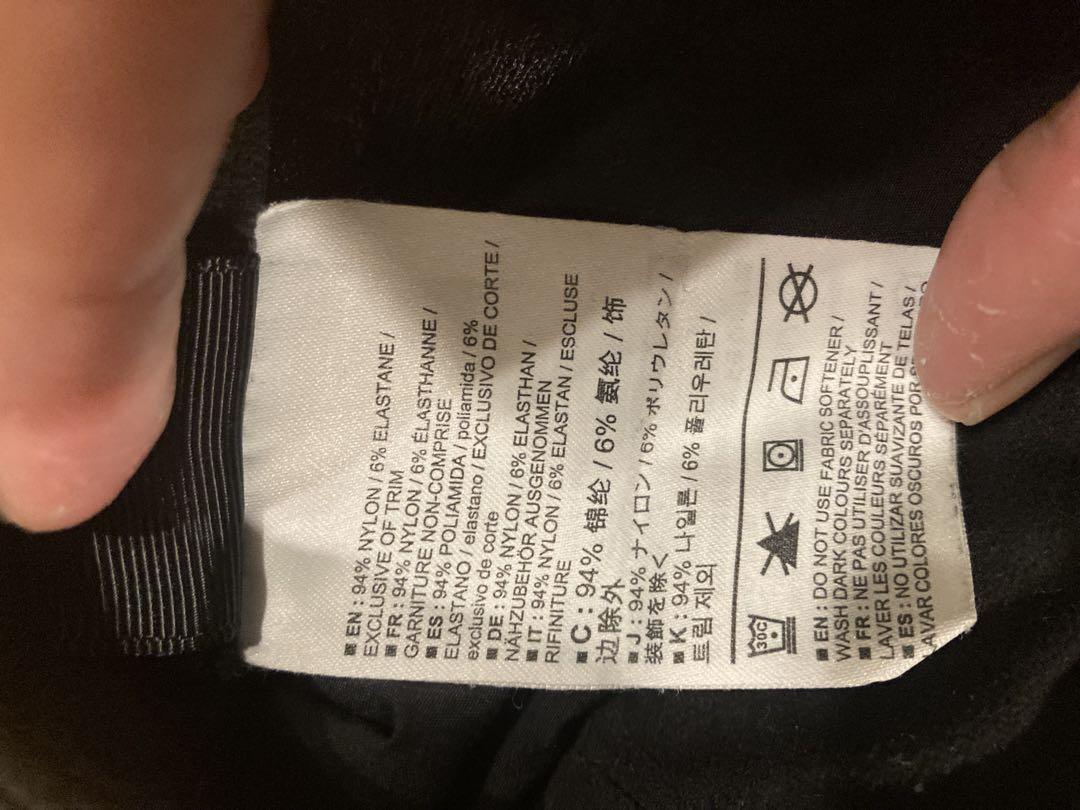 EN : 94% NYLON / 6% ELASTANE /
EXCLUSIVE OF TRIM
FR : 94% NYLON / 6% ÉLASTHANNE /
GARNITURE NON-COMPRISE
ES : 94% POLIAMIDA / poliamida / 6%
ELASTANO / elastano / EXCLUSIVO DE CORTE /
exclusivo de corte
DE : 94% NYLON / 6% ELASTHAN /
NÄHZUBEHÖR AUSGENOMMEN
IT : 94% NYLON / 6% ELASTAN / ESCLUSE
RIFINITURE
C : 94% 锦纶 / 6% 氨纶 / 饰
边除外
J : 94% ナイロン / 6% ポリウレタン /
装飾を除く
K : 94% 나일론 / 6% 폴리우레탄 /
트림 제외
30C
EN : DO NOT USE FABRIC SOFTENER /
WASH DARK COLOURS SEPARATELY
FR : NE PAS UTILISER D'ASSOUPLISSANT /
LAVER LES COULEURS SÉPARÉMENT
ES : NO UTILIZAR SUAVIZANTE DE TELAS /
LAVAR COLORES OSCUROS POR